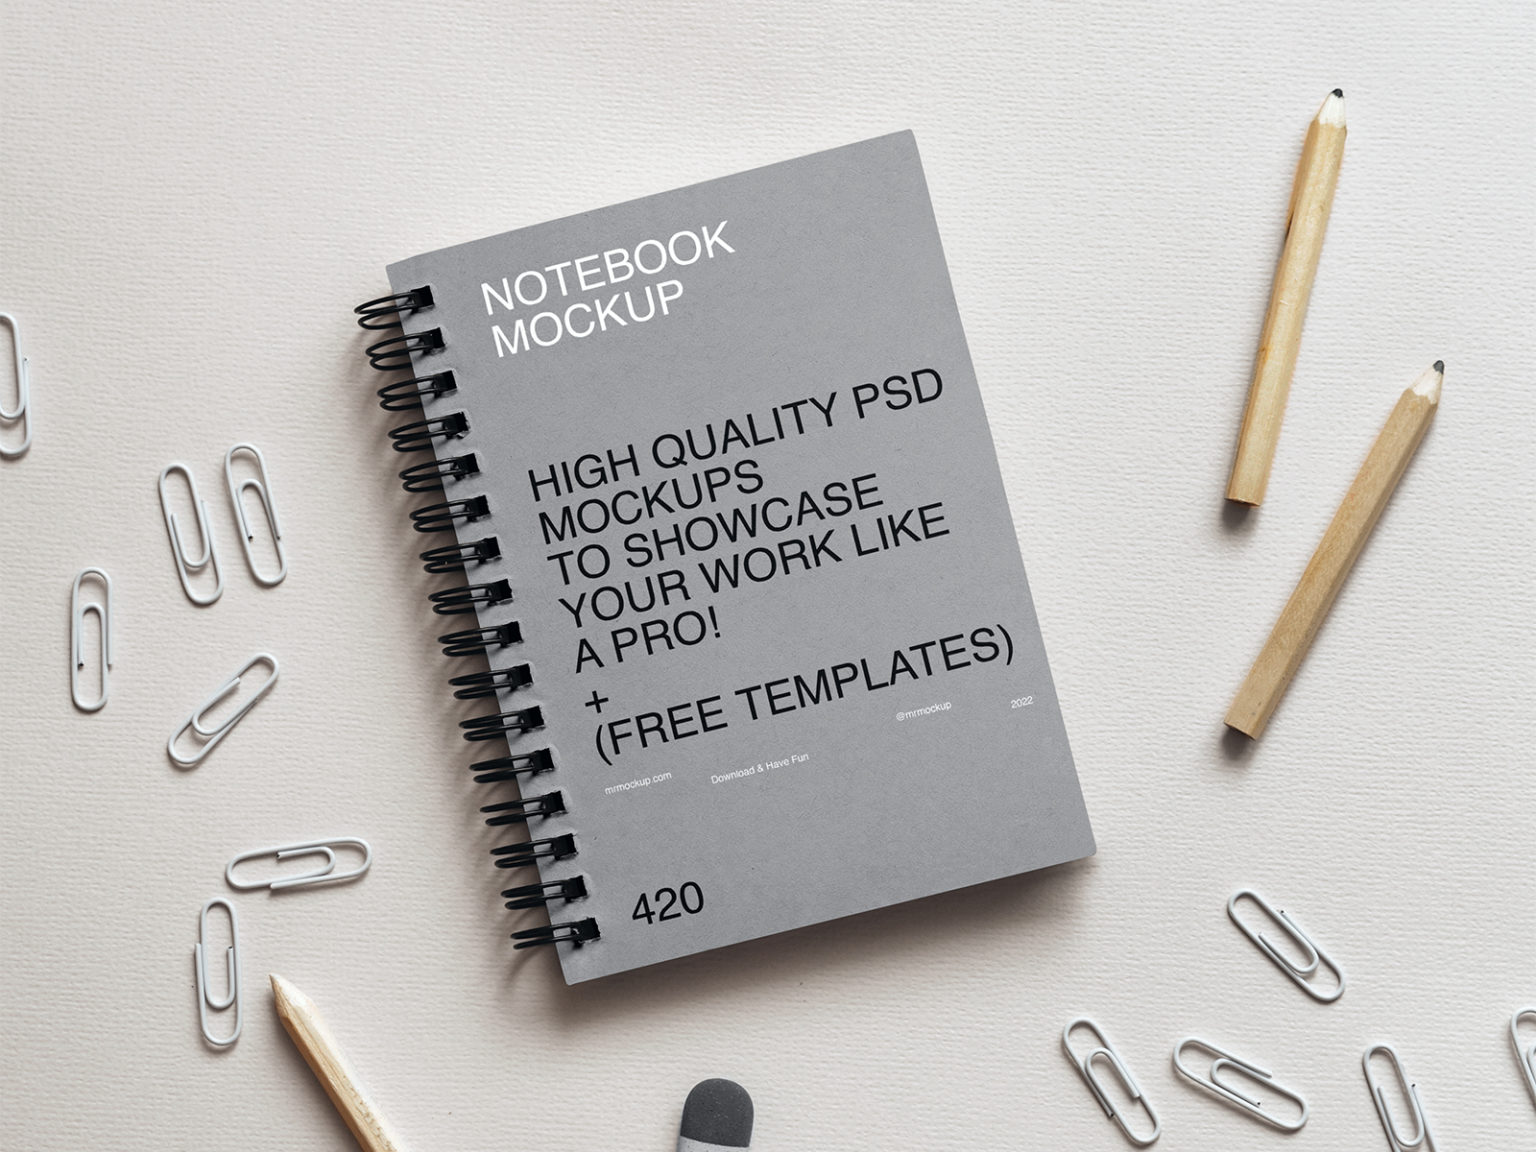 NOTEBOOK
MOCKUP
HIGH QUALITY PSD
MOCKUPS
TO SHOWCASE
YOUR WORK LIKE
A PRO!
+
(FREE TEMPLATES)
mrmockup.com Download & Have Fun @mrmockup 2022
420